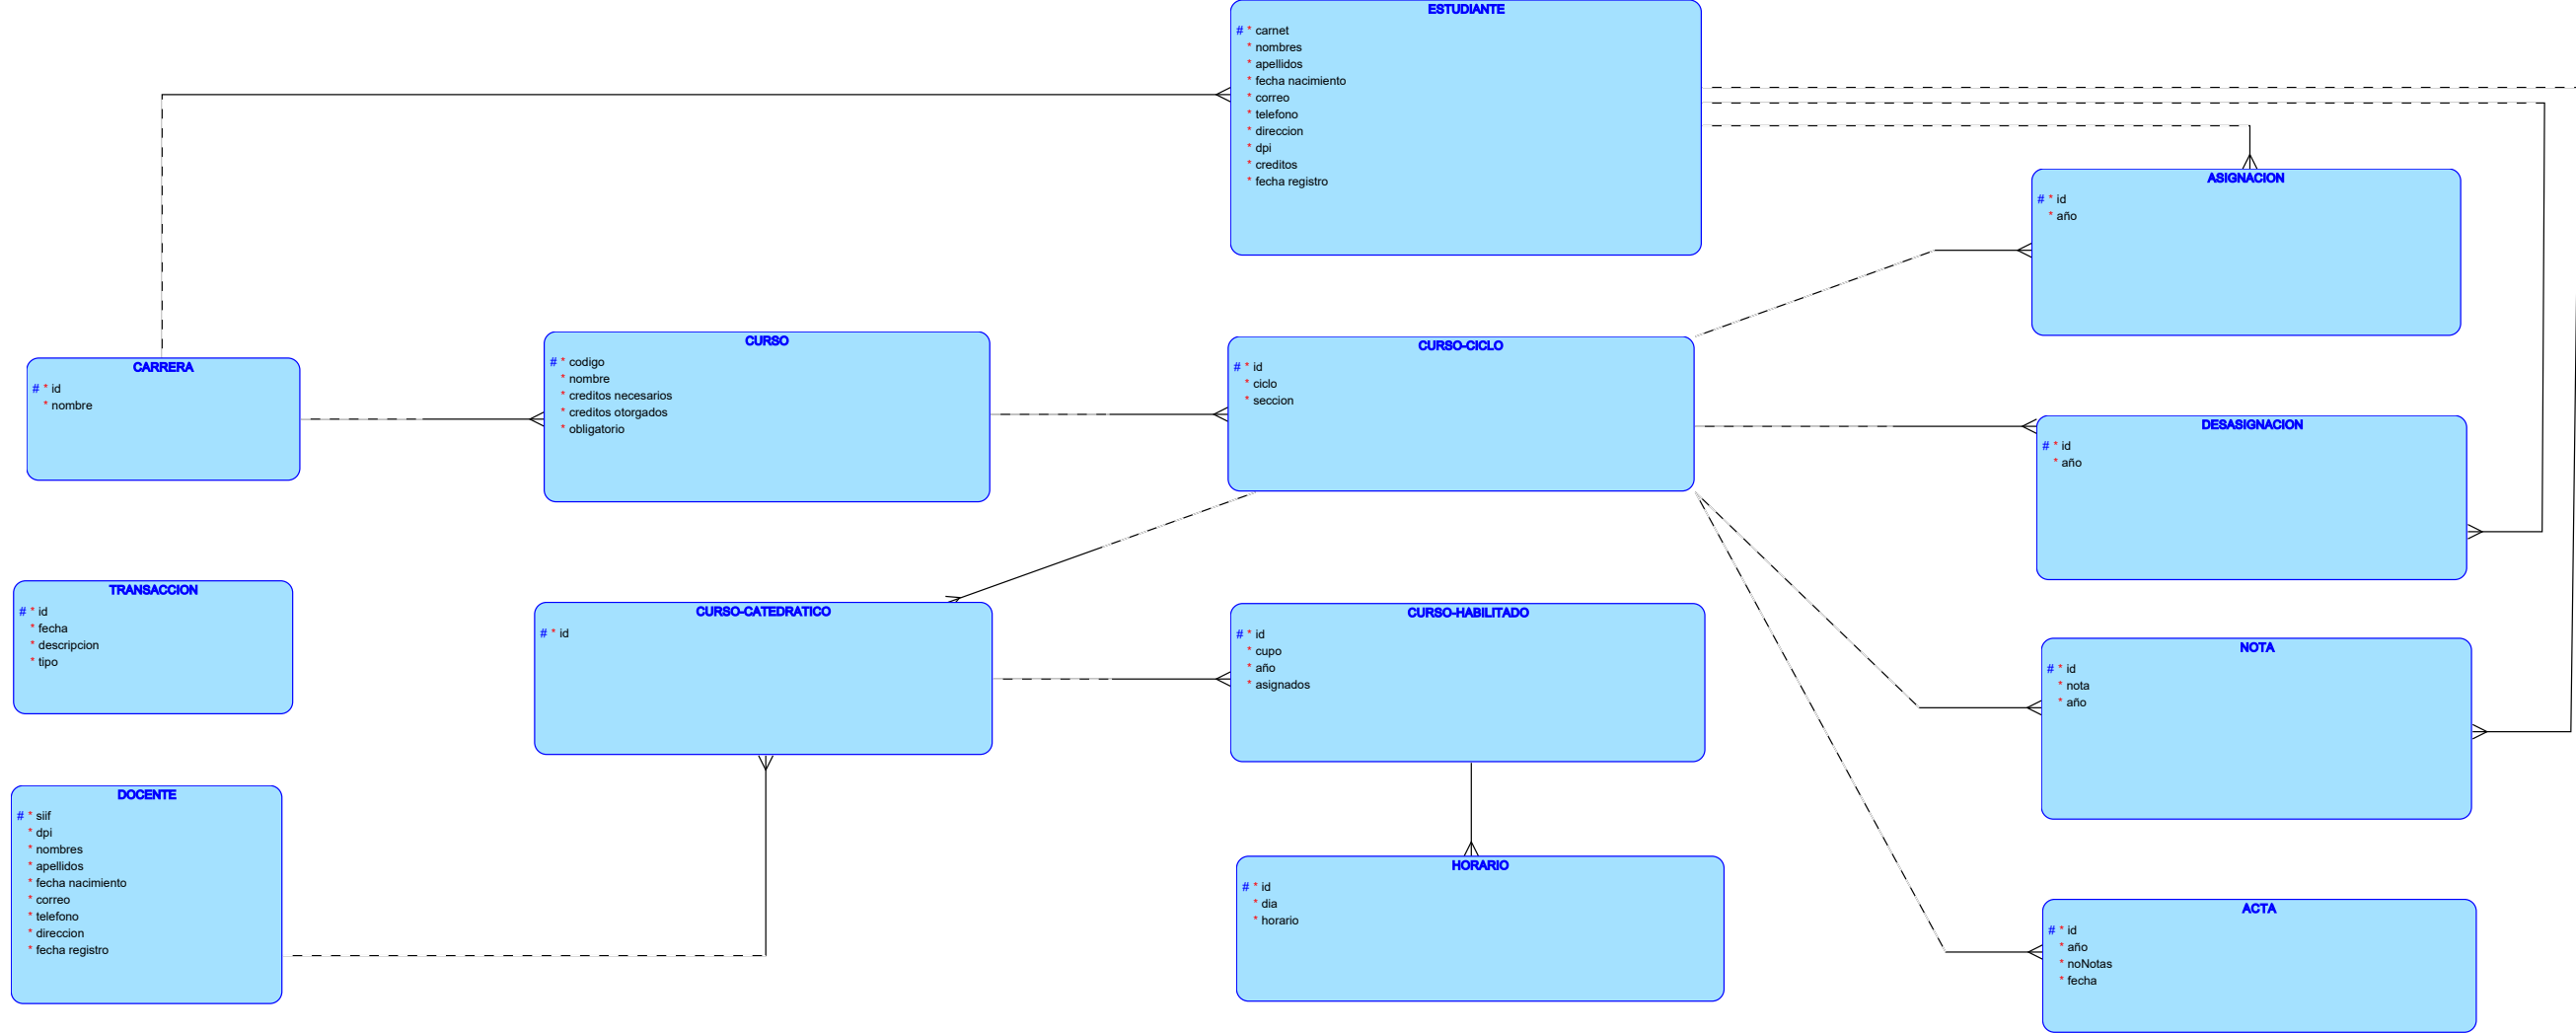 ESTUDIANTE
# * carnet
* nombres
* apellidos
* fecha nacimiento
* correo
* telefono
* direccion
* dpi
* creditos
* fecha registro
ASIGNACION
# * id
* año
CARRERA
# * id
* nombre
CURSO
# * codigo
* nombre
* creditos necesarios
* creditos otorgados
* obligatorio
CURSO-CICLO
# * id
* ciclo
* seccion
DESASIGNACION
# * id
* año
TRANSACCION
# * id
* fecha
* descripcion
* tipo
CURSO-CATEDRATICO
# * id
CURSO-HABILITADO
# * id
* cupo
* año
* asignados
NOTA
# * id
* nota
* año
DOCENTE
# * siif
* dpi
* nombres
* apellidos
* fecha nacimiento
* correo
* telefono
* direccion
* fecha registro
HORARIO
# * id
* dia
* horario
ACTA
# * id
* año
* noNotas
* fecha